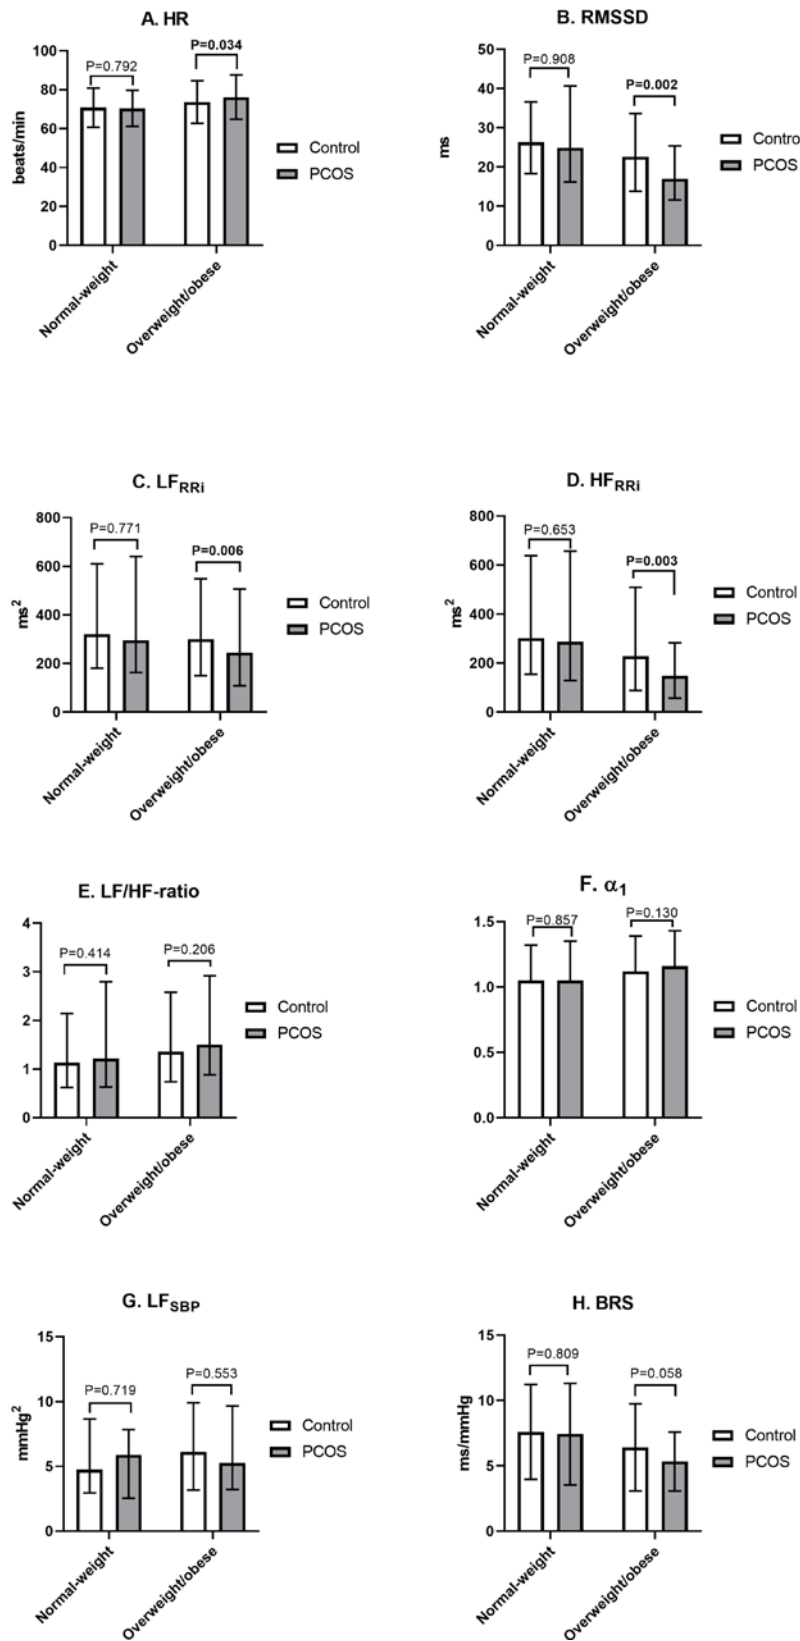 A. HR
100
80
60
40
20
0
beats/min
P=0.792
P=0.034
Control
PCOS
Normal-weight
Overweight/obese
B. RMSSD
50
40
30
20
10
0
ms
P=0.908
P=0.002
Contro
PCOS
Normal-weight
Overweight/obese
C. LFRRi
800
600
400
200
0
ms2
P=0.771
P=0.006
Control
PCOS
Normal-weight
Overweight/obese
D. HFRRi
800
600
400
200
0
ms2
P=0.653
P=0.003
Control
PCOS
Normal-weight
Overweight/obese
E. LF/HF-ratio
4
3
2
1
0
P=0.414
P=0.206
Control
PCOS
Normal-weight
Overweight/obese
F. α1
1.5
1.0
0.5
0.0
P=0.857
P=0.130
Control
PCOS
Normal-weight
Overweight/obese
G. LFSBP
15
10
5
0
mmHg2
P=0.719
P=0.553
Control
PCOS
Normal-weight
Overweight/obese
H. BRS
15
10
5
0
ms/mmHg
P=0.809
P=0.058
Control
PCOS
Normal-weight
Overweight/obese